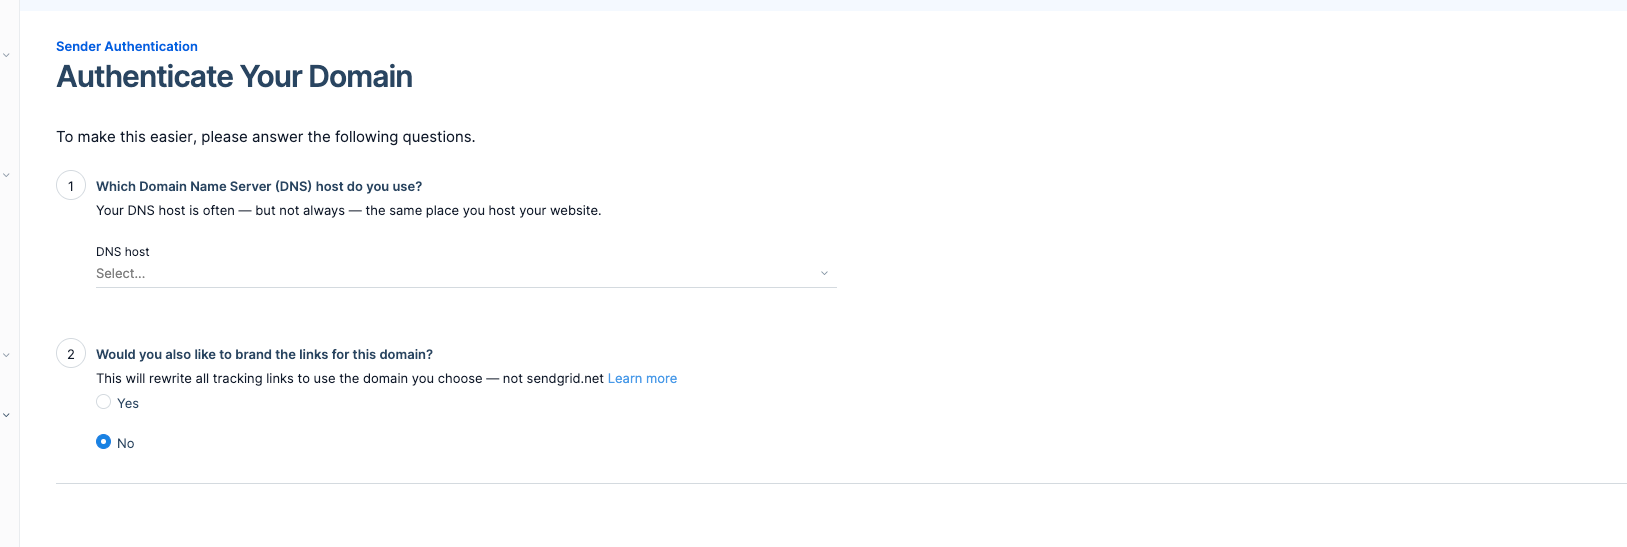 Sender Authentication
Authenticate Your Domain
To make this easier, please answer the following questions.
1 Which Domain Name Server (DNS) host do you use?
Your DNS host is often — but not always — the same place you host your website.
DNS host
Select...
2 Would you also like to brand the links for this domain?
This will rewrite all tracking links to use the domain you choose — not sendgrid.net Learn more
Yes
No